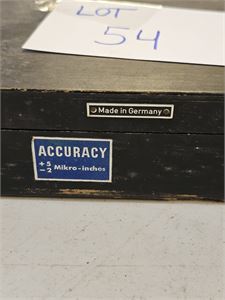 LOT
54
Made in Germany
ACCURACY
+5
-2 Mikro-inches